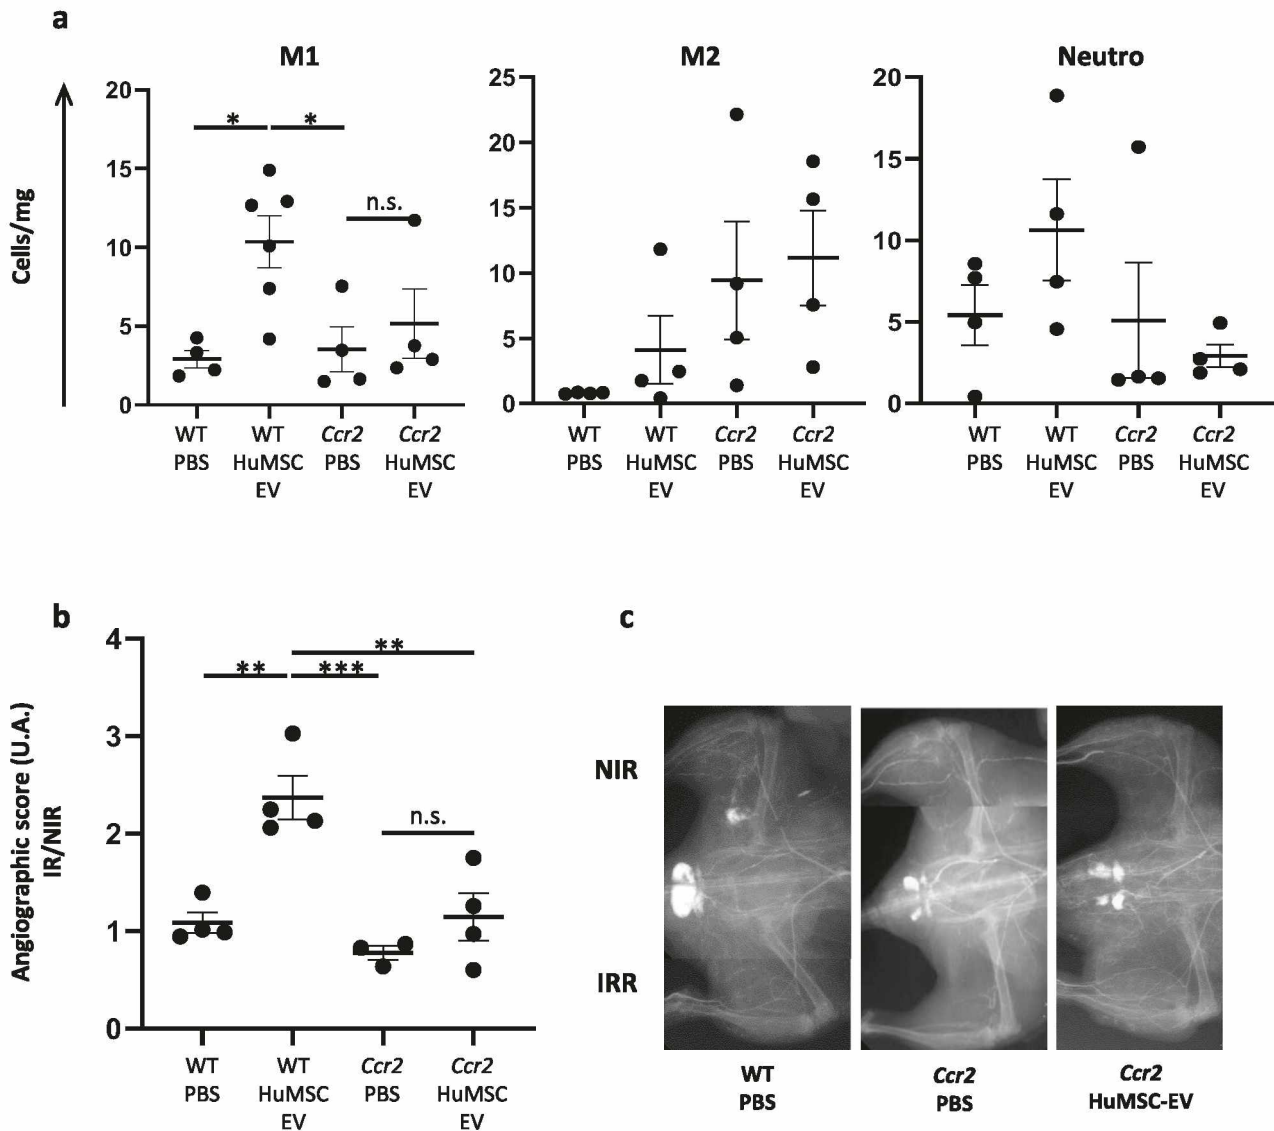 a
M1
M2
Neutro
Cells/mg
20
15
10
5
0
*
*
n.s.
WT
PBS
WT
HuMSC
EV
Ccr2
PBS
Ccr2
HuMSC
EV
25
20
15
10
5
0
WT
PBS
WT
HuMSC
EV
Ccr2
PBS
Ccr2
HuMSC
EV
20
15
10
5
0
WT
PBS
WT
HuMSC
EV
Ccr2
PBS
Ccr2
HuMSC
EV
b
Angiographic score (U.A.)
IR/NIR
4
3
2
1
0
**
***
**
n.s.
WT
PBS
WT
HuMSC
EV
Ccr2
PBS
Ccr2
HuMSC
EV
c
NIR
IRR
WT
PBS
Ccr2
PBS
Ccr2
HuMSC-EV